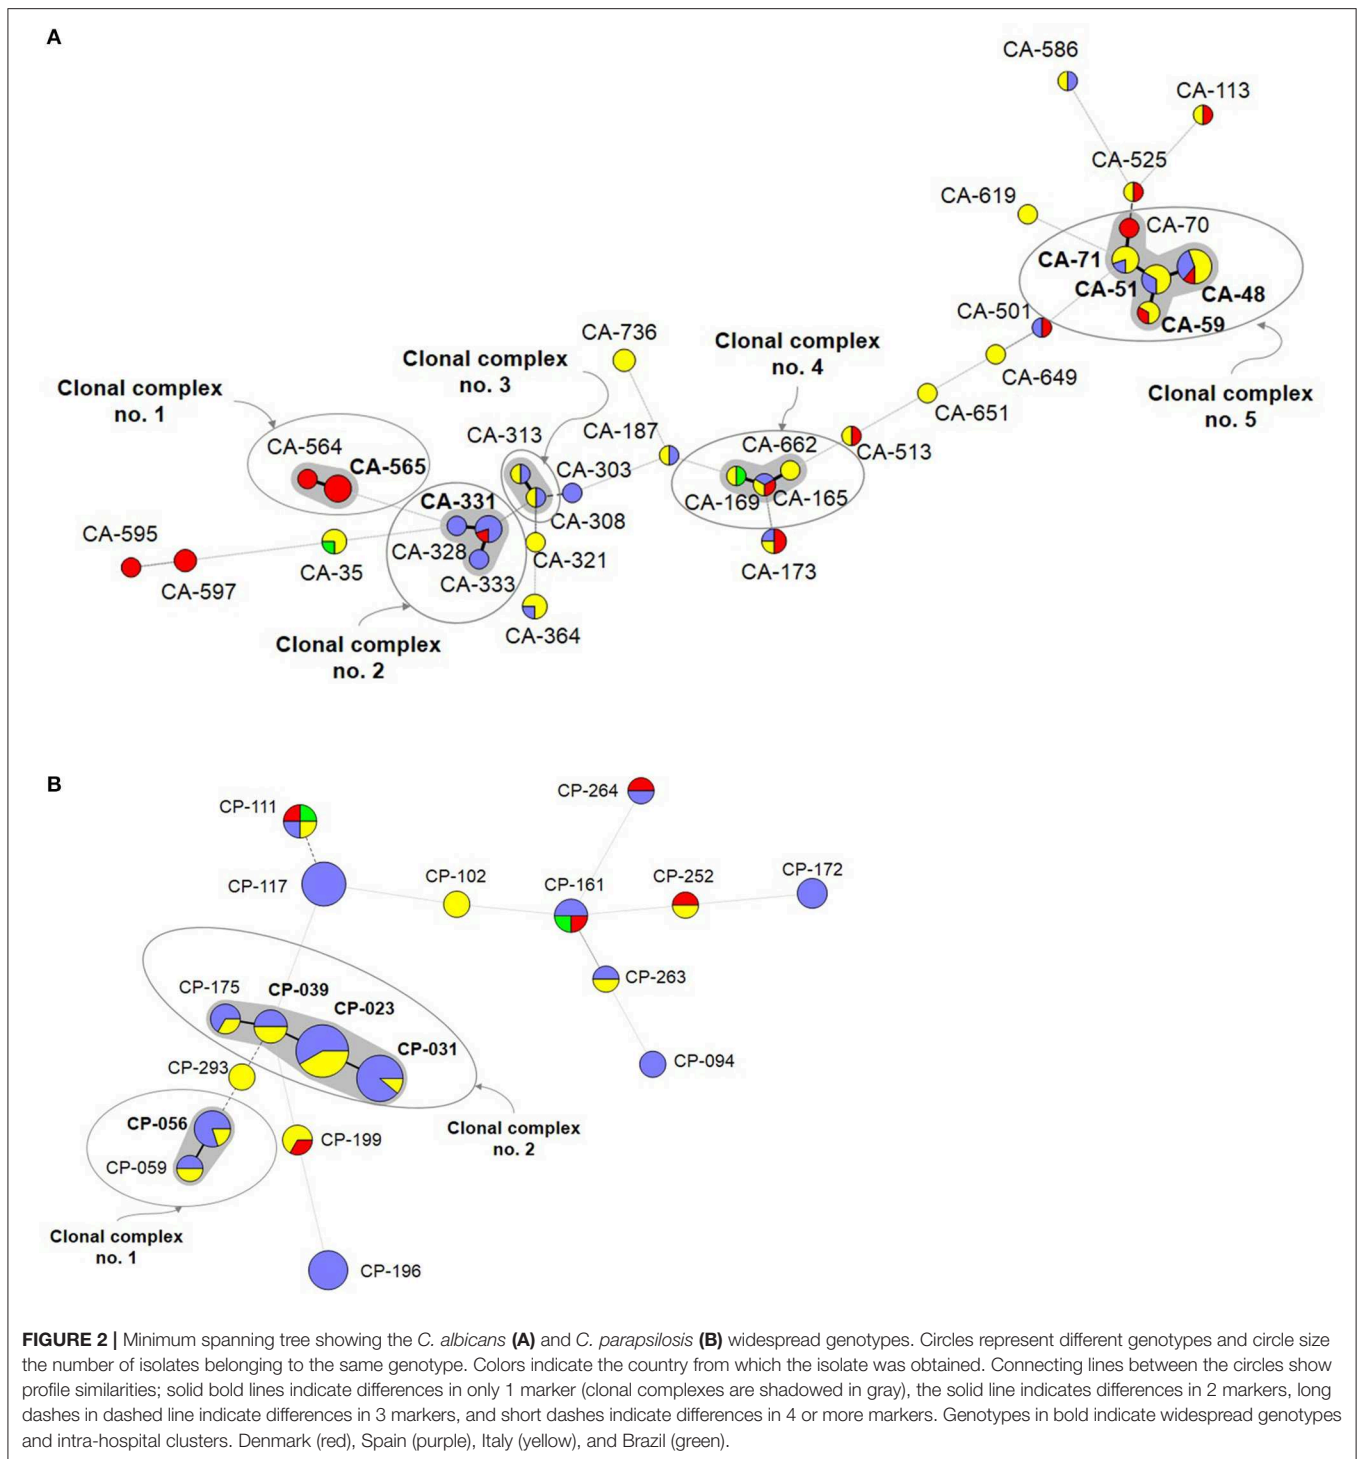 A
CA-586
CA-113
CA-525
CA-619
CA-70
CA-71
CA-51
CA-48
CA-501
CA-59
CA-736
Clonal complex
no. 4
Clonal complex
no. 3
CA-649
Clonal complex
no. 1
CA-651
Clonal complex
no. 5
CA-313
CA-187
CA-662
CA-564
CA-513
CA-565
CA-303
CA-331
CA-169
CA-165
CA-308
CA-595
CA-328
CA-321
CA-35
CA-173
CA-333
CA-597
CA-364
Clonal complex
no. 2
B
CP-264
CP-111
CP-172
CP-102
CP-252
CP-117
CP-161
CP-263
CP-175
CP-039
CP-023
CP-031
CP-094
CP-293
CP-056
Clonal complex
no. 2
CP-199
CP-059
Clonal complex
no. 1
CP-196
FIGURE 2 | Minimum spanning tree showing the C. albicans (A) and C. parapsilosis (B) widespread genotypes. Circles represent different genotypes and circle size
the number of isolates belonging to the same genotype. Colors indicate the country from which the isolate was obtained. Connecting lines between the circles show
profile similarities; solid bold lines indicate differences in only 1 marker (clonal complexes are shadowed in gray), the solid line indicates differences in 2 markers, long
dashes in dashed line indicate differences in 3 markers, and short dashes indicate differences in 4 or more markers. Genotypes in bold indicate widespread genotypes
and intra-hospital clusters. Denmark (red), Spain (purple), Italy (yellow), and Brazil (green).